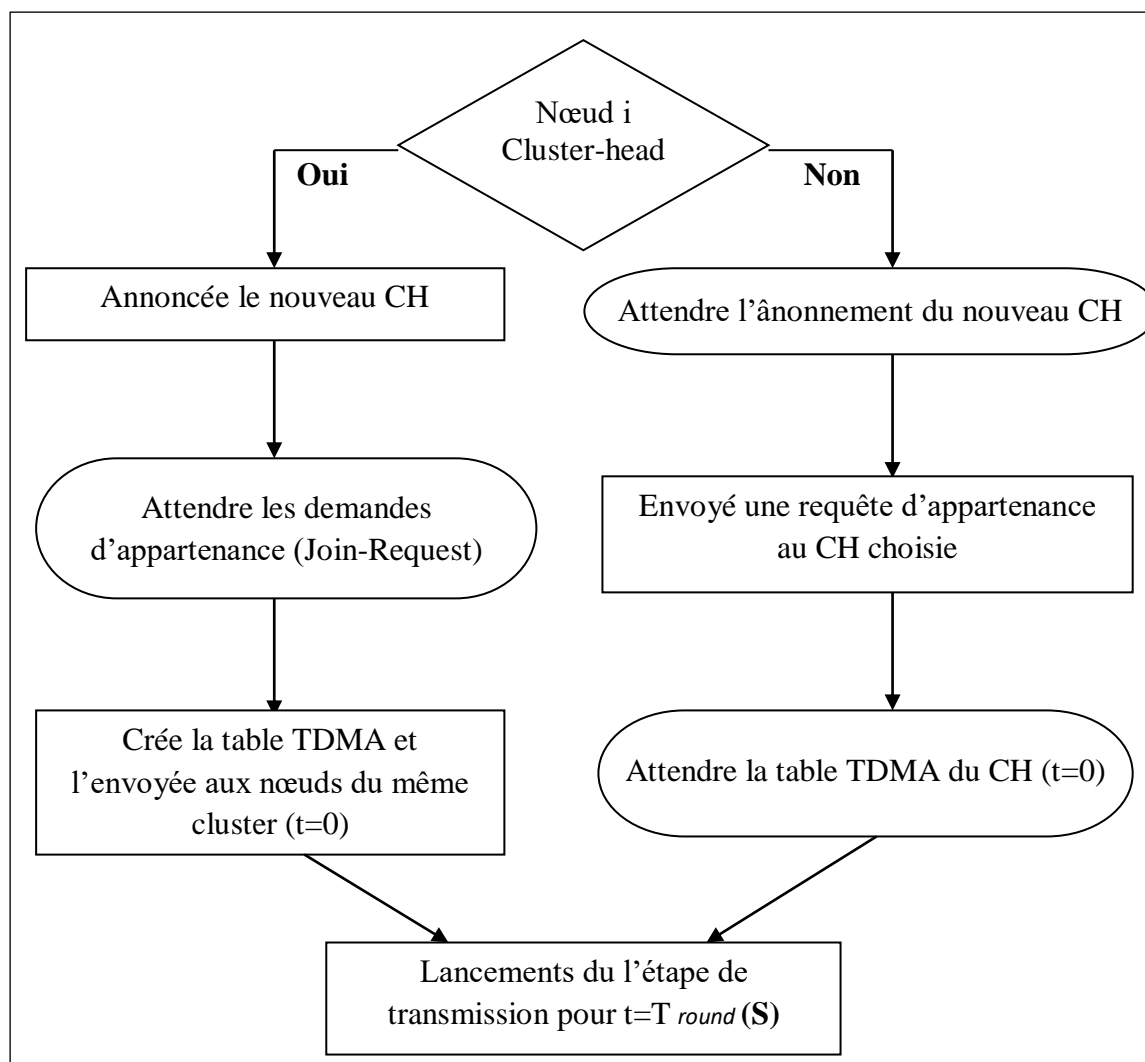 Nœud i
Cluster-head
Oui
Non
Annoncée le nouveau CH
Attendre l’ânonnement du nouveau CH
Attendre les demandes
d’appartenance (Join-Request)
Envoyé une requête d’appartenance
au CH choisie
Crée la table TDMA et
l’envoyée aux nœuds du même
cluster (t=0)
Attendre la table TDMA du CH (t=0)
Lancements du l’étape de
transmission pour t=T round (S)